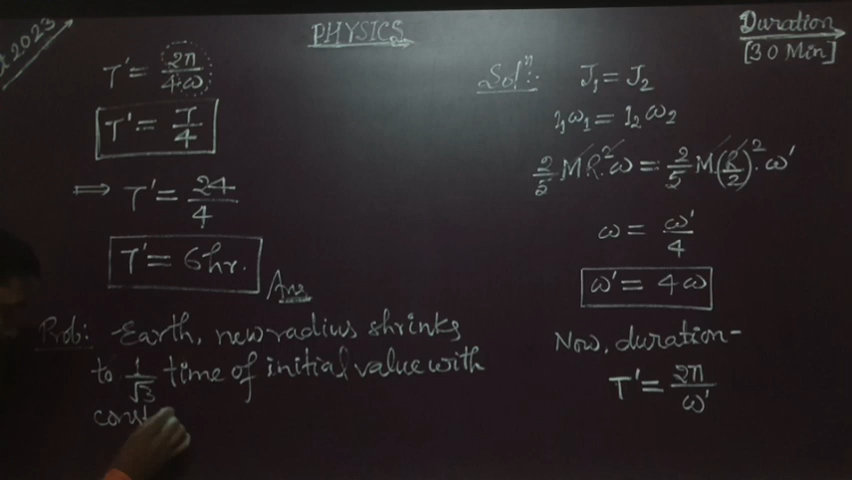 PHYSICS
Duration
[30 Min]
2023
T' = 2π/4ω
T' = T/4
⇒ T' = 24/4
T' = 6hr.
Ans
Prob: Earth, new radius shrinks
to 1/√3 time of initial value with
const
Solⁿ:-
J₁ = J₂
I₁ω₁ = I₂ω₂
2/5 MR²ω = 2/5 M(R/2)².ω'
ω = ω'/4
ω' = 4ω
Now, duration-
T' = 2π/ω'